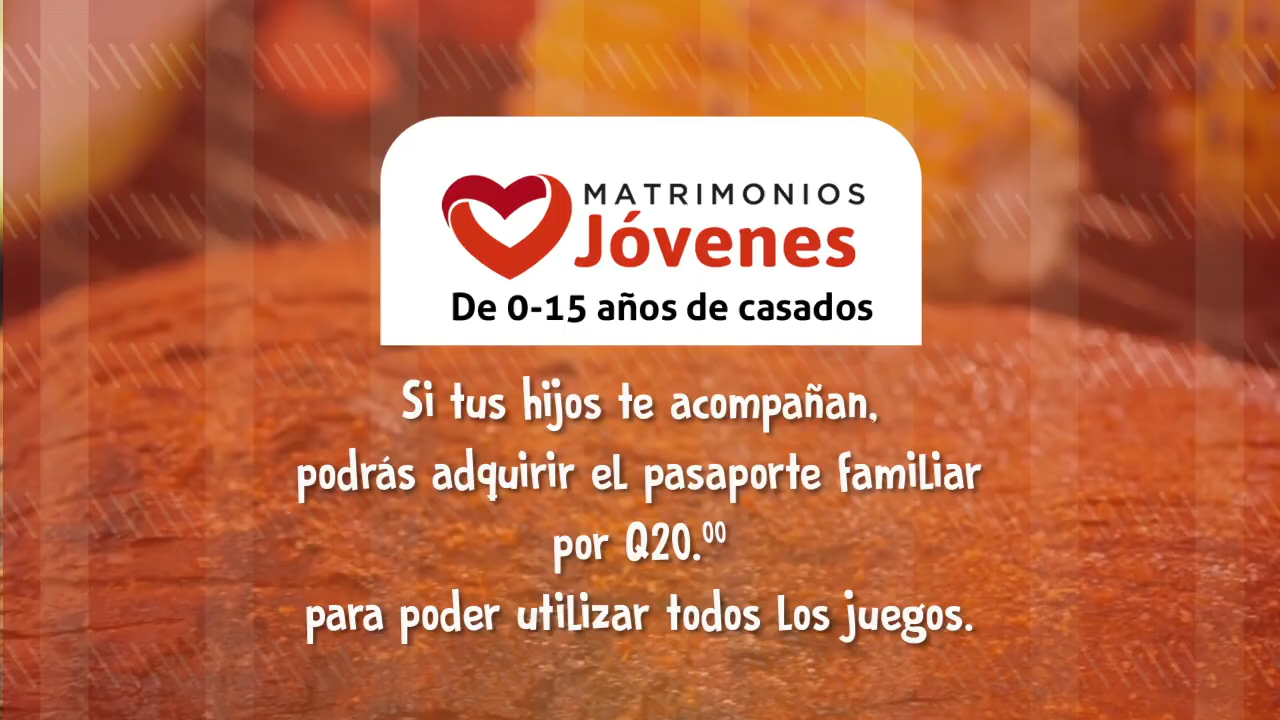 MATRIMONIOS
Jóvenes
De 0-15 años de casados
Si tus hijos te acompañan,
podrás adquirir el pasaporte familiar
por Q20.00
para poder utilizar todos los juegos.